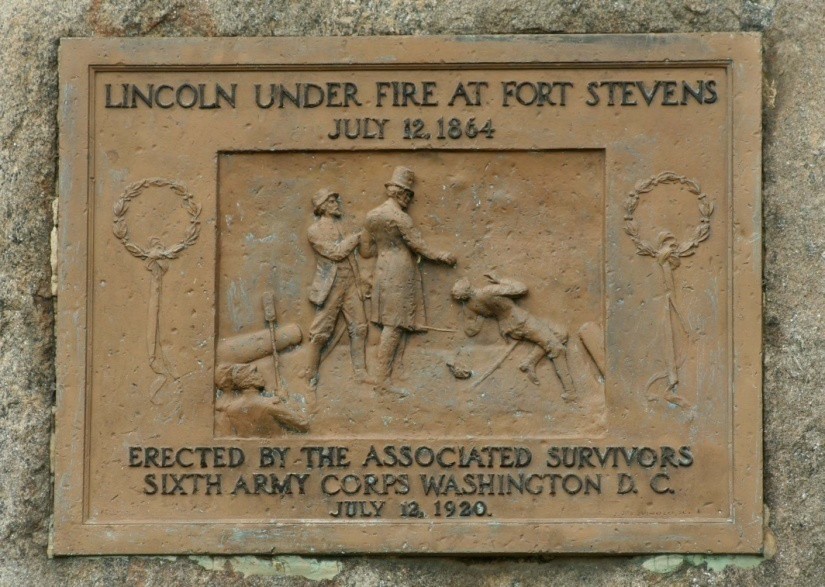 LINCOLN UNDER FIRE AT FORT STEVENS
JULY 12, 1864
ERECTED BY THE ASSOCIATED SURVIVORS
SIXTH ARMY CORPS WASHINGTON D. C.
JULY 12, 1920.